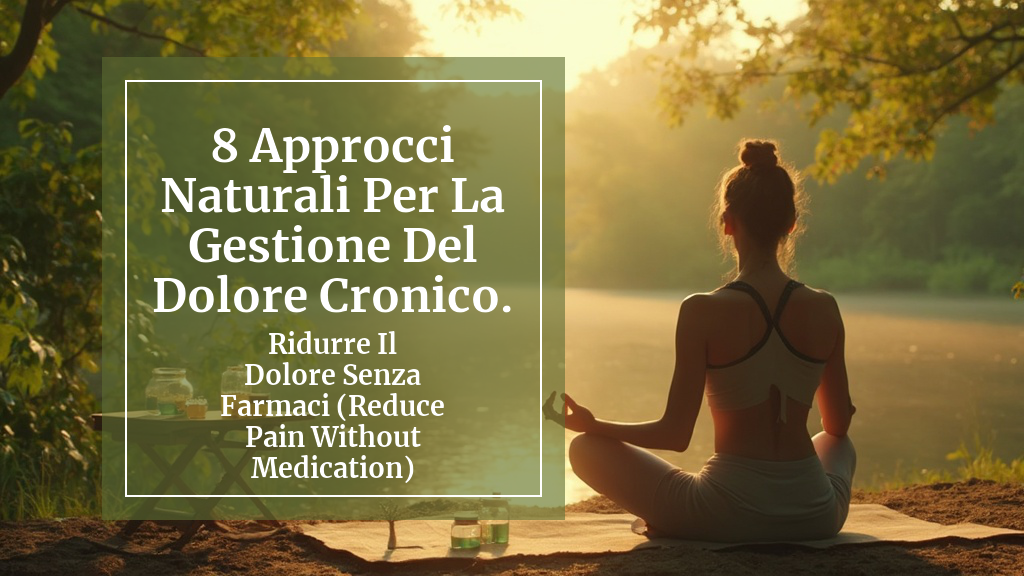 8 Approcci
Naturali Per La
Gestione Del
Dolore Cronico.
Ridurre Il
Dolore Senza
Farmaci (Reduce
Pain Without
Medication)